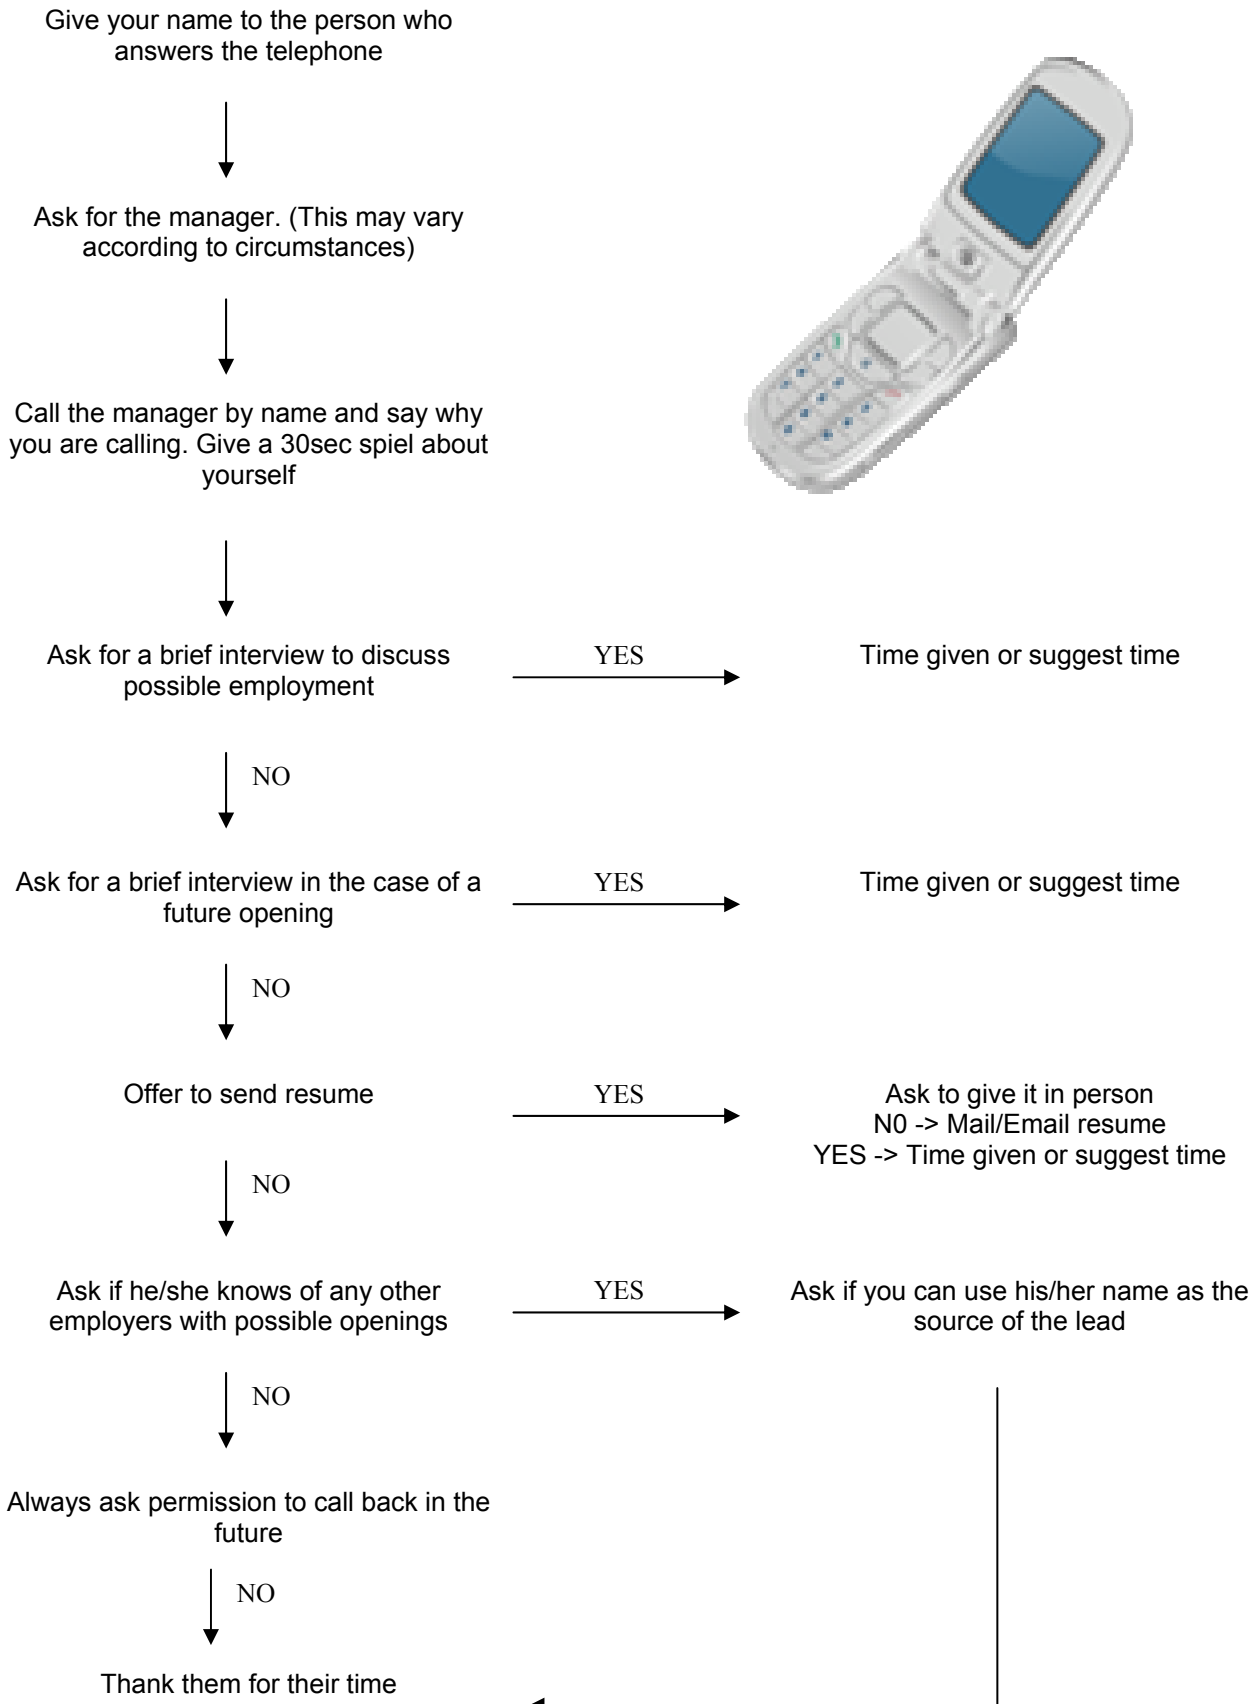 Give your name to the person who
answers the telephone
Ask for the manager. (This may vary
according to circumstances)
Call the manager by name and say why
you are calling. Give a 30sec spiel about
yourself
Ask for a brief interview to discuss
possible employment
YES
Time given or suggest time
NO
Ask for a brief interview in the case of a
future opening
YES
Time given or suggest time
NO
Offer to send resume
YES
Ask to give it in person
N0 -> Mail/Email resume
YES -> Time given or suggest time
NO
Ask if he/she knows of any other
employers with possible openings
YES
Ask if you can use his/her name as the
source of the lead
NO
Always ask permission to call back in the
future
NO
Thank them for their time